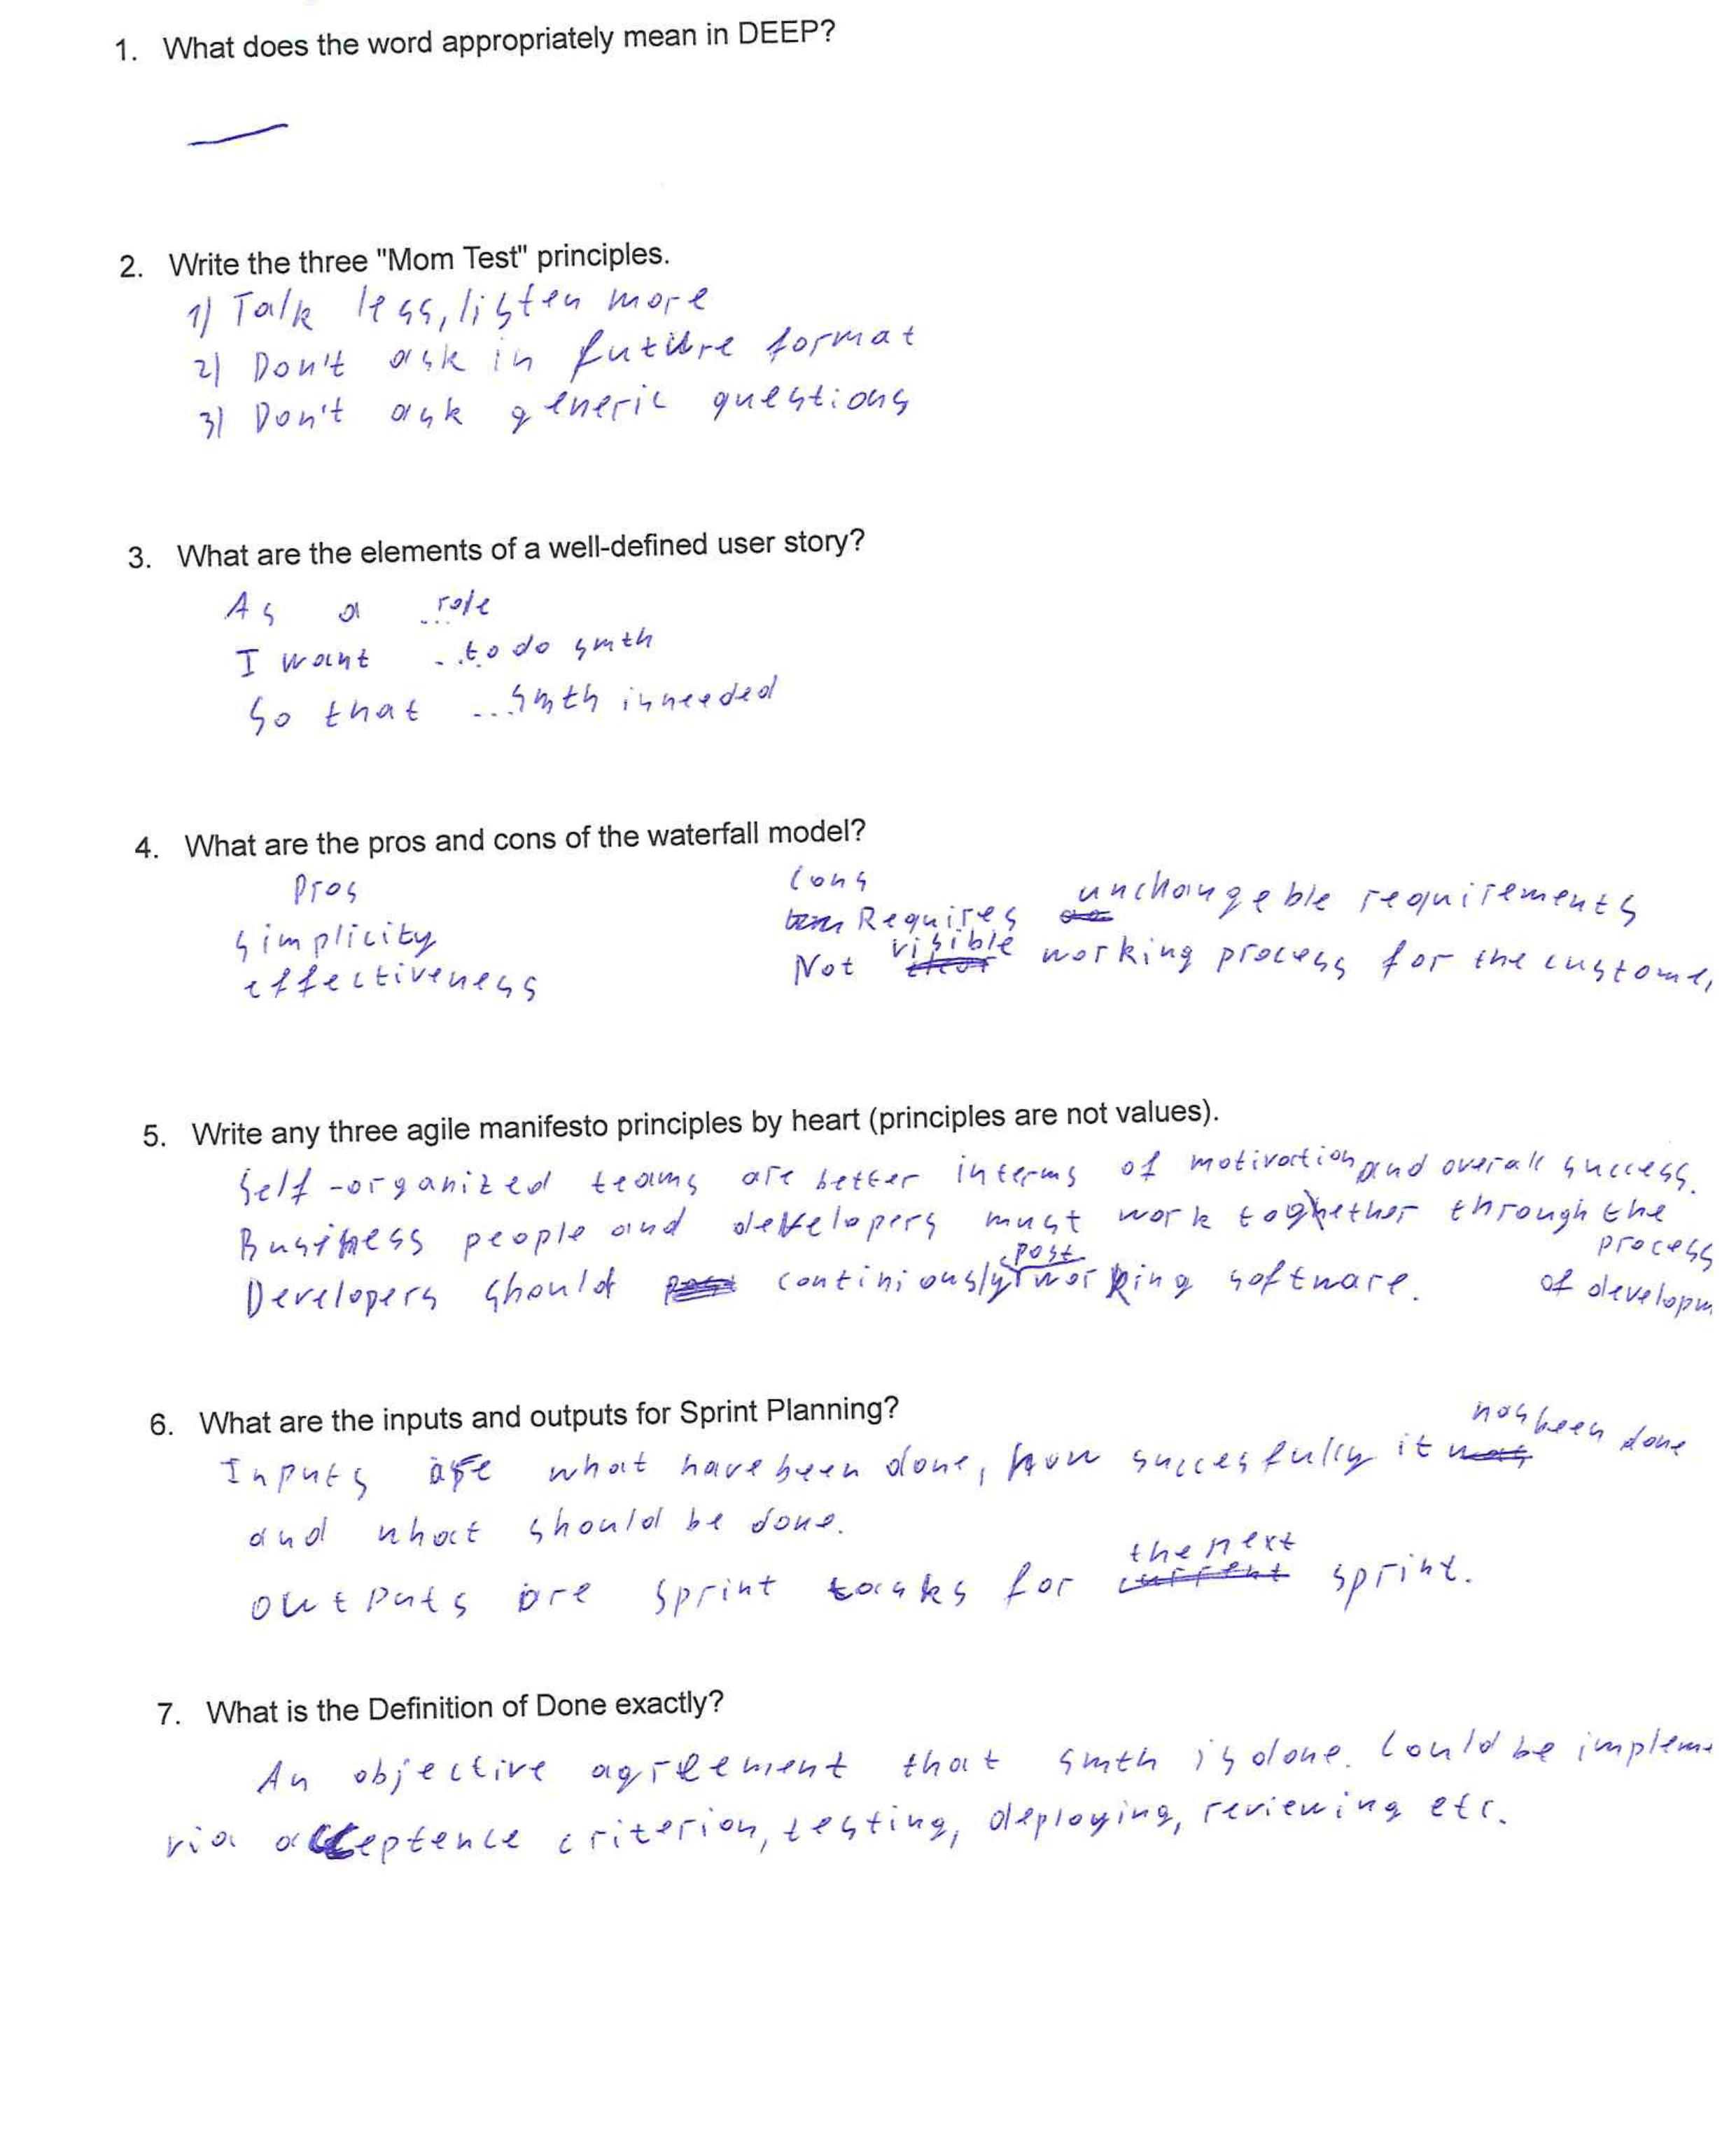 1. What does the word appropriately mean in DEEP?
2. Write the three "Mom Test" principles.
1) Talk less, listen more
2) Don't ask in future format
3) Don't ask generic questions
3. What are the elements of a well-defined user story?
As a ...role
I want ...to do smth
So that ...smth is needed
4. What are the pros and cons of the waterfall model?
Pros Cons
simplicity Requires unchangeble requirements
effectiveness Not visible working process for the custome
5. Write any three agile manifesto principles by heart (principles are not values).
Self-organized teams are better in terms of motivation and overall success.
Business people and developers must work toghether through the process of developm
Developers should continiously post working software.
6. What are the inputs and outputs for Sprint Planning?
Inputs are what have been done, how succesfully it has been done
and what should be done.
Outputs are sprint tasks for the next sprint.
7. What is the Definition of Done exactly?
An objective agreement that smth is done. Could be implem
via acceptence criterion, testing, deploying, reviewing etc.